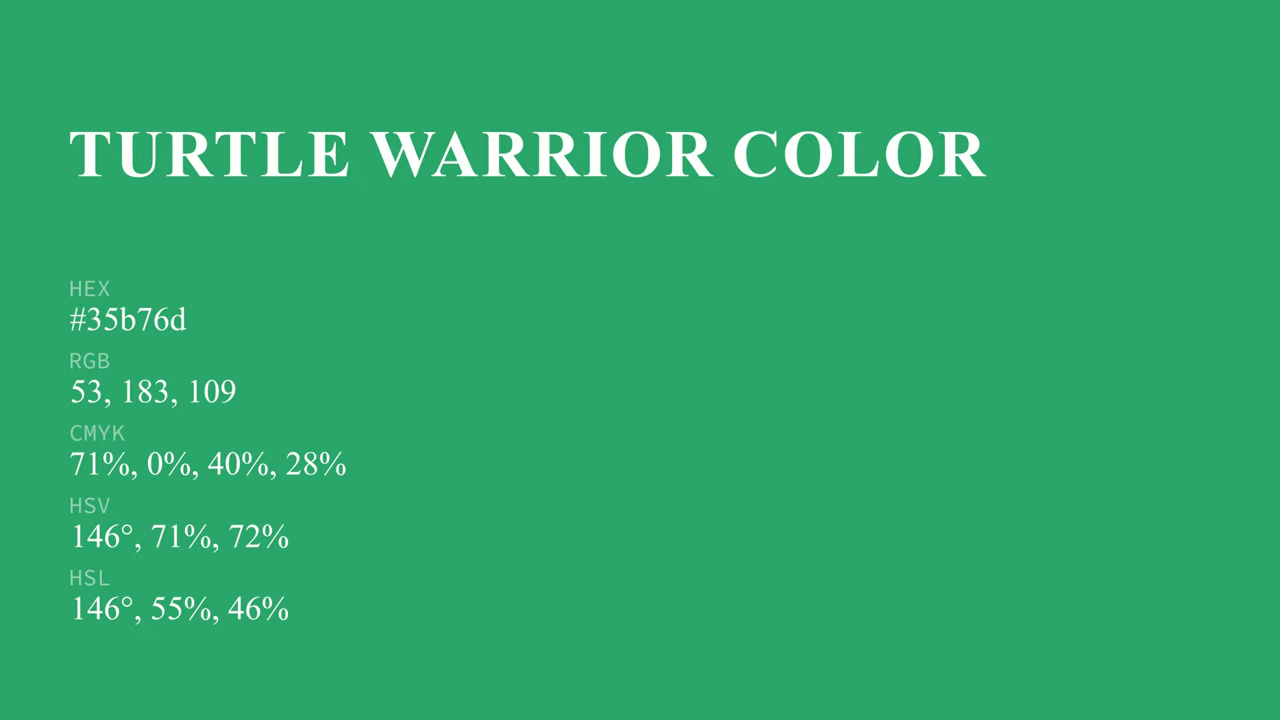 TURTLE WARRIOR COLOR
HEX
#35b76d
RGB
53, 183, 109
CMYK
71%, 0%, 40%, 28%
HSV
146°, 71%, 72%
HSL
146°, 55%, 46%